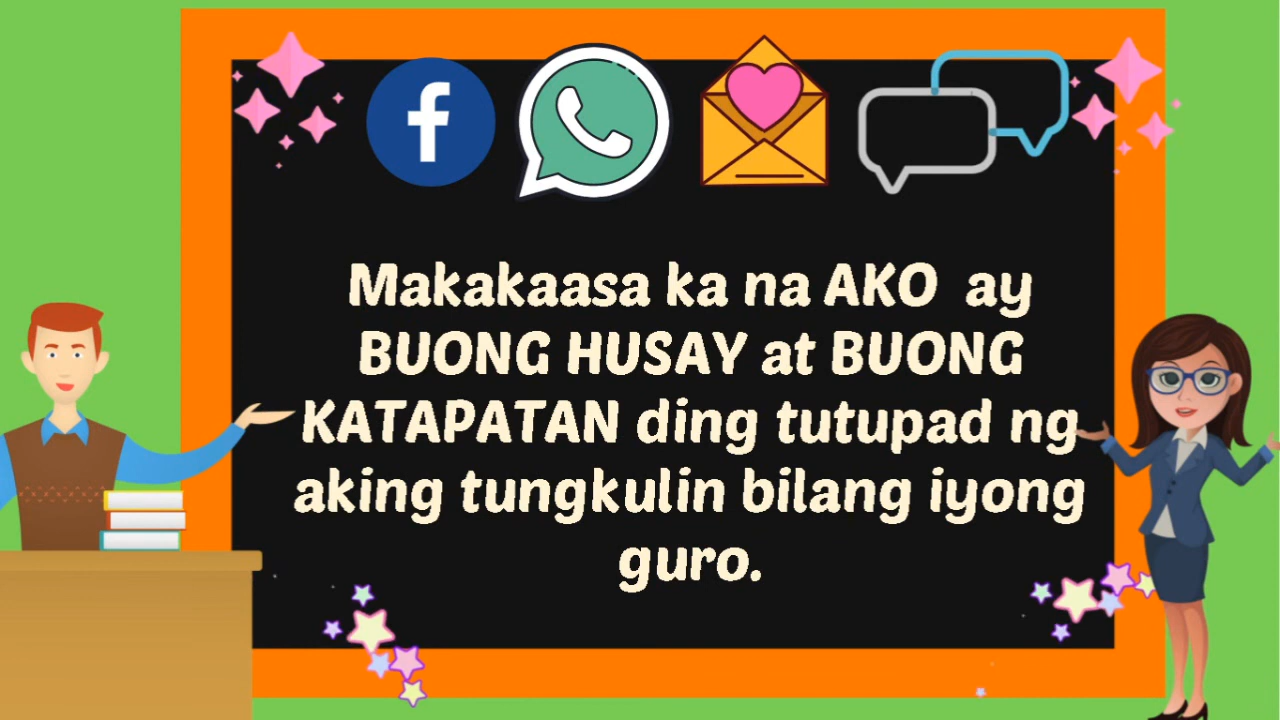 Makakaasa ka na AKO ay
BUONG HUSAY at BUONG
KATAPATAN ding tutupad ng
aking tungkulin bilang iyong
guro.